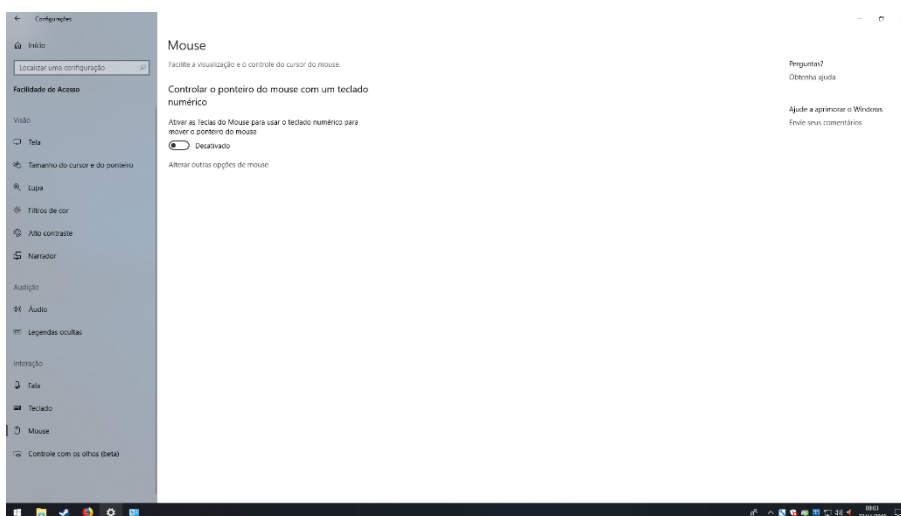 Configurações
Início
Localizar uma configuração
Facilidade de Acesso
Visão
Tela
Tamanho do cursor e do ponteiro
Lupa
Filtros de cor
Alto contraste
Narrador
Audição
Áudio
Legendas ocultas
Interação
Fala
Teclado
Mouse
Controle com os olhos (beta)
Mouse
Facilite a visualização e o controle do cursor do mouse.
Controlar o ponteiro do mouse com um teclado
numérico
Ativar as Teclas do Mouse para usar o teclado numérico para
mover o ponteiro do mouse
Desativado
Alterar outras opções de mouse
Perguntas?
Obtenha ajuda
Ajude a aprimorar o Windows
Envie seus comentários